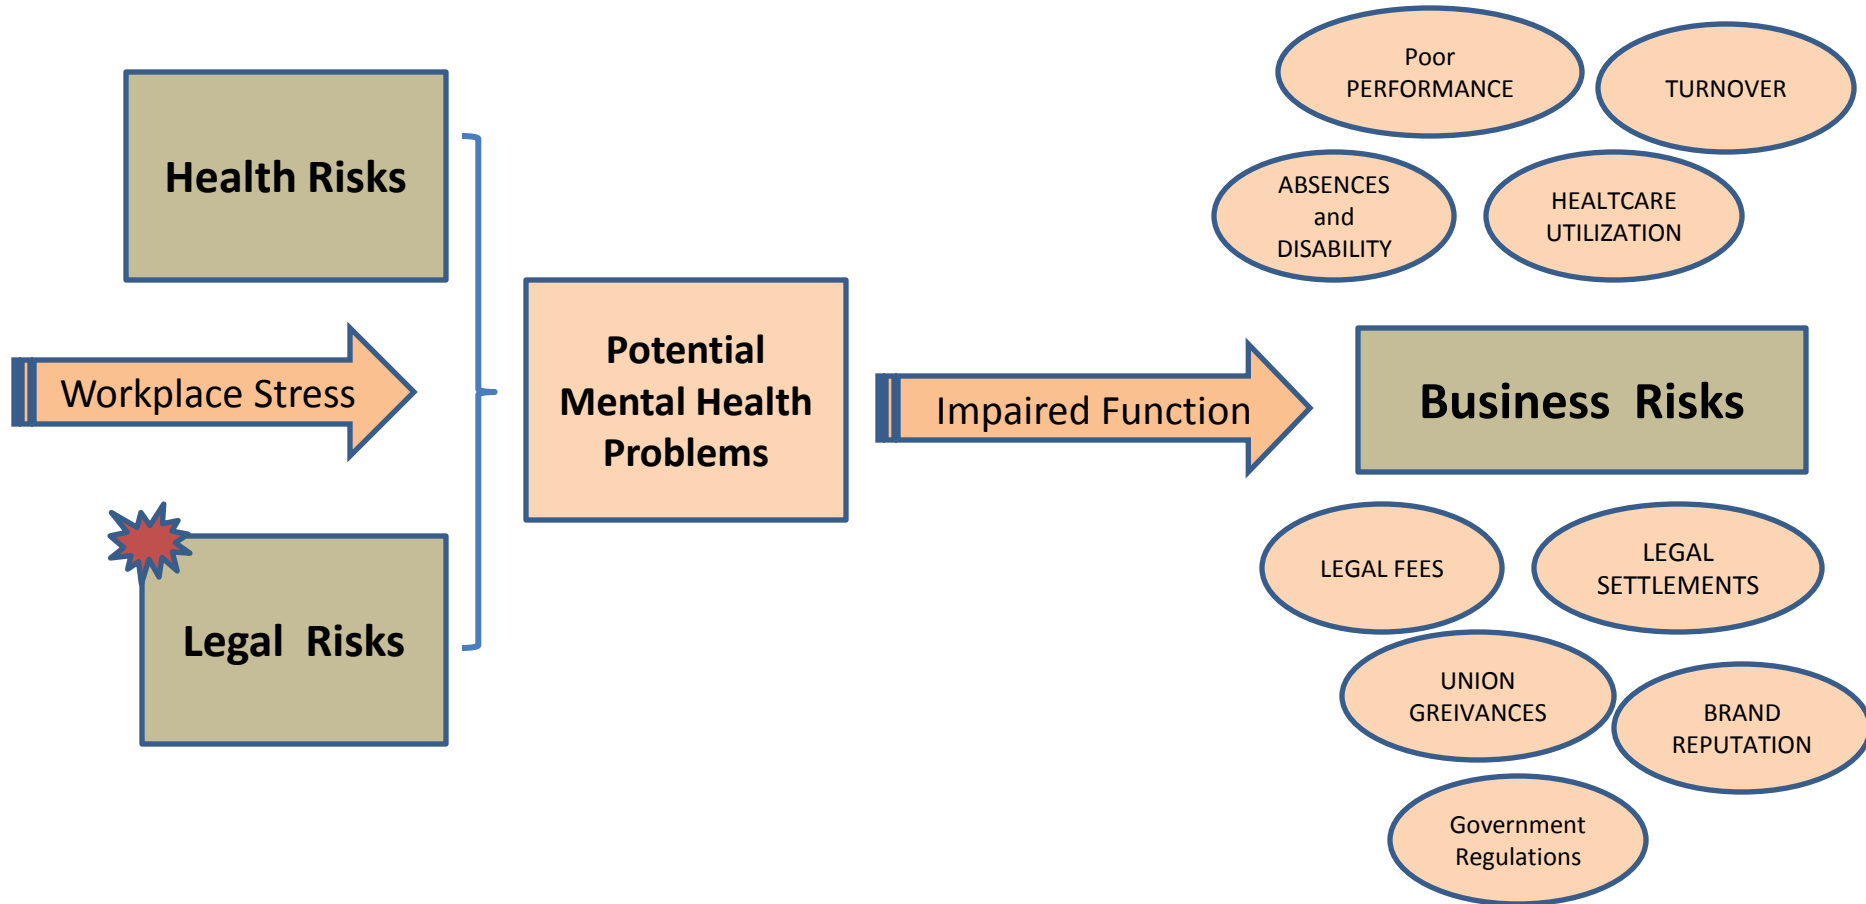 Health Risks
Workplace Stress
Legal Risks
Potential
Mental Health
Problems
Impaired Function
Poor
PERFORMANCE
TURNOVER
ABSENCES
and
DISABILITY
HEALTCARE
UTILIZATION
Business Risks
LEGAL FEES
LEGAL
SETTLEMENTS
UNION
GREIVANCES
BRAND
REPUTATION
Government
Regulations